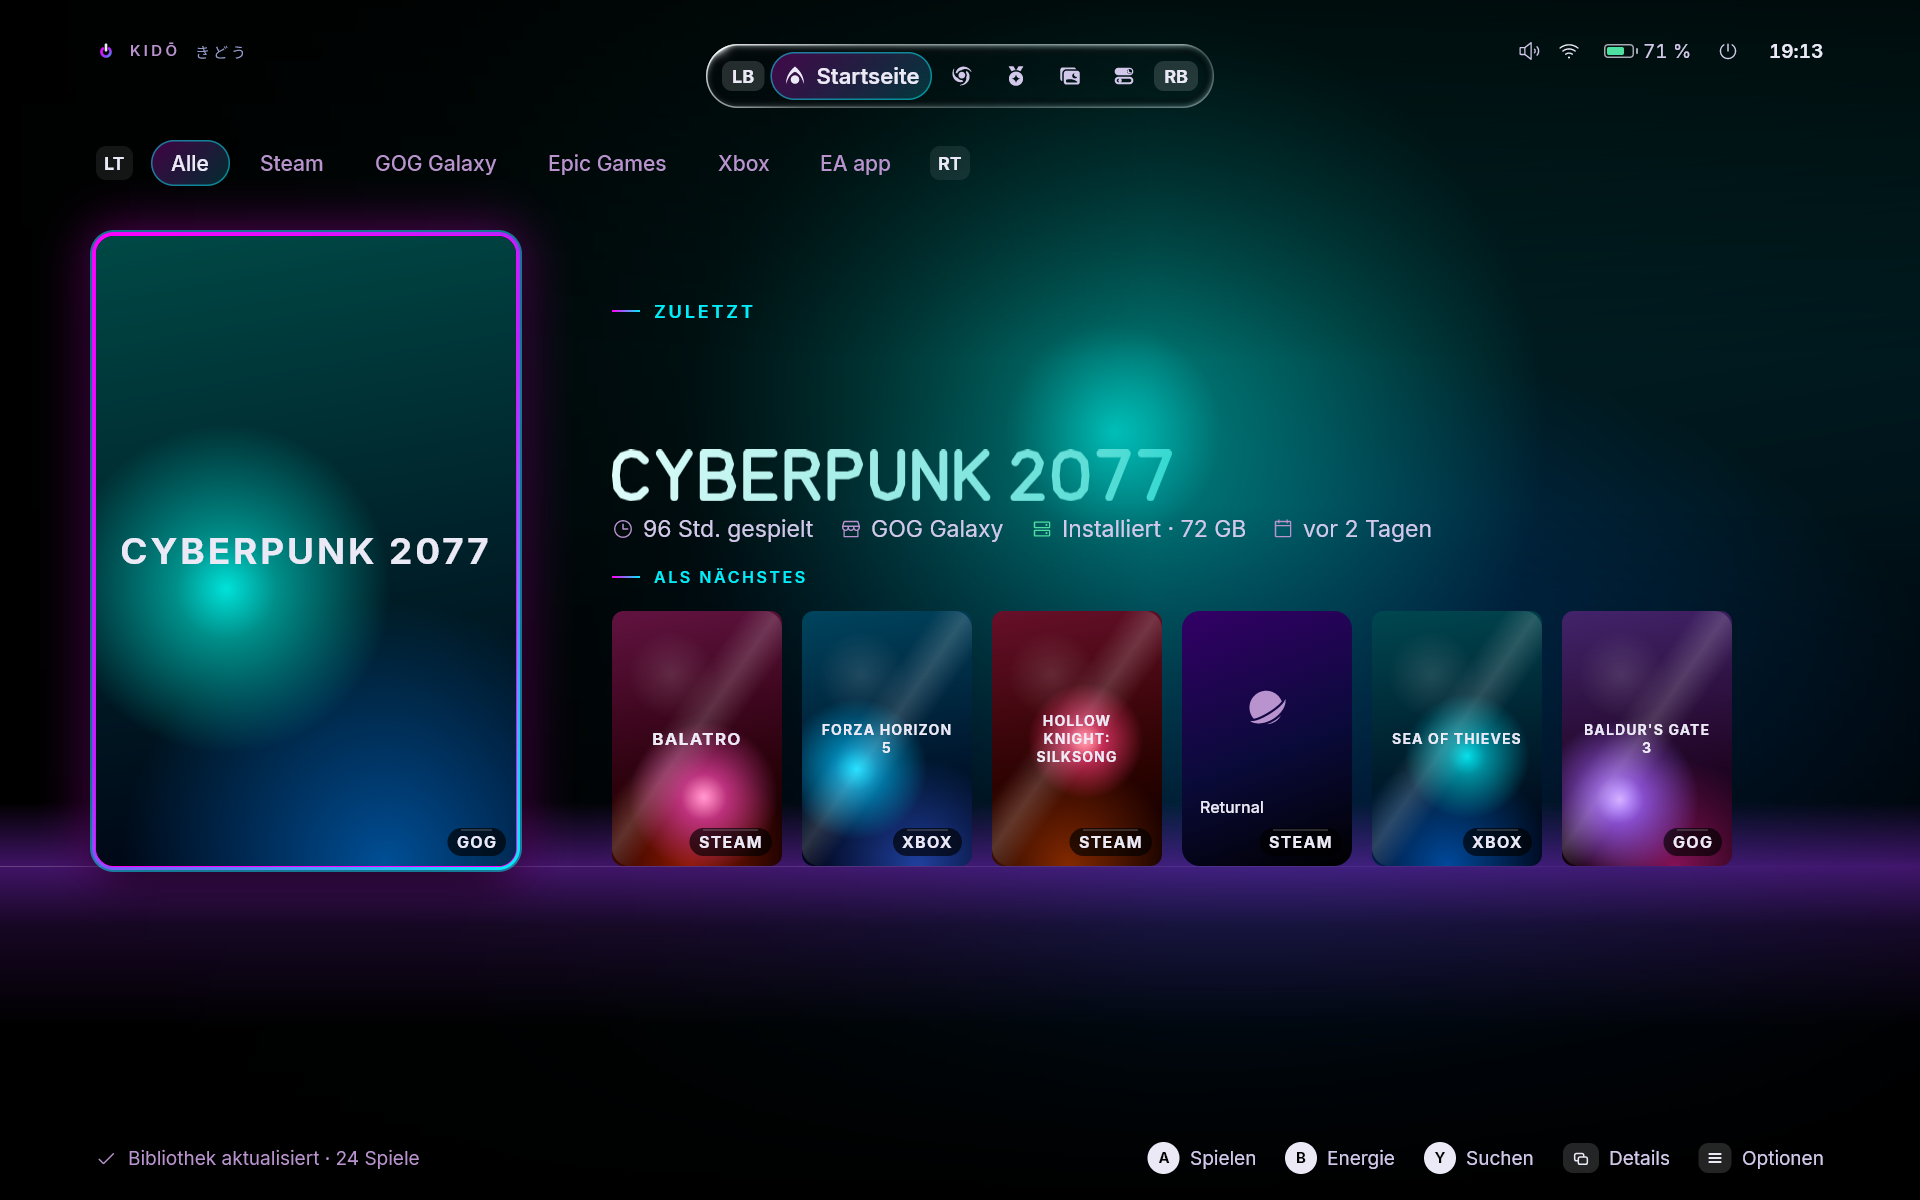 KIDŌ きどう
LB Startseite RB
71 %
19:13
LT Alle Steam GOG Galaxy Epic Games Xbox EA app RT
CYBERPUNK 2077
GOG
ZULETZT
CYBERPUNK 2077
96 Std. gespielt GOG Galaxy Installiert · 72 GB vor 2 Tagen
ALS NÄCHSTES
BALATRO
STEAM
FORZA HORIZON
5
XBOX
HOLLOW
KNIGHT:
SILKSONG
STEAM
Returnal
STEAM
SEA OF THIEVES
XBOX
BALDUR'S GATE
3
GOG
Bibliothek aktualisiert · 24 Spiele
A Spielen B Energie Y Suchen Details Optionen